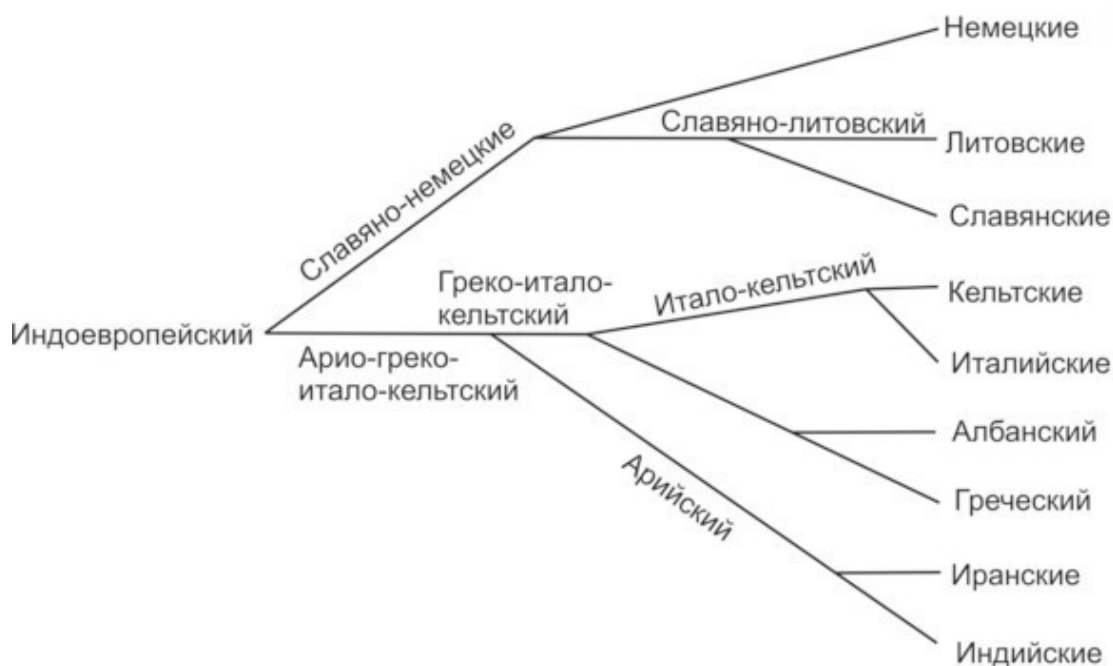 Немецкие
Славяно-литовский
Литовские
Славяно-немецкие
Славянские
Греко-итало-
кельтский
Итало-кельтский
Кельтские
Индоевропейский
Арио-греко-
итало-кельтский
Италийские
Албанский
Арийский
Греческий
Иранские
Индийские